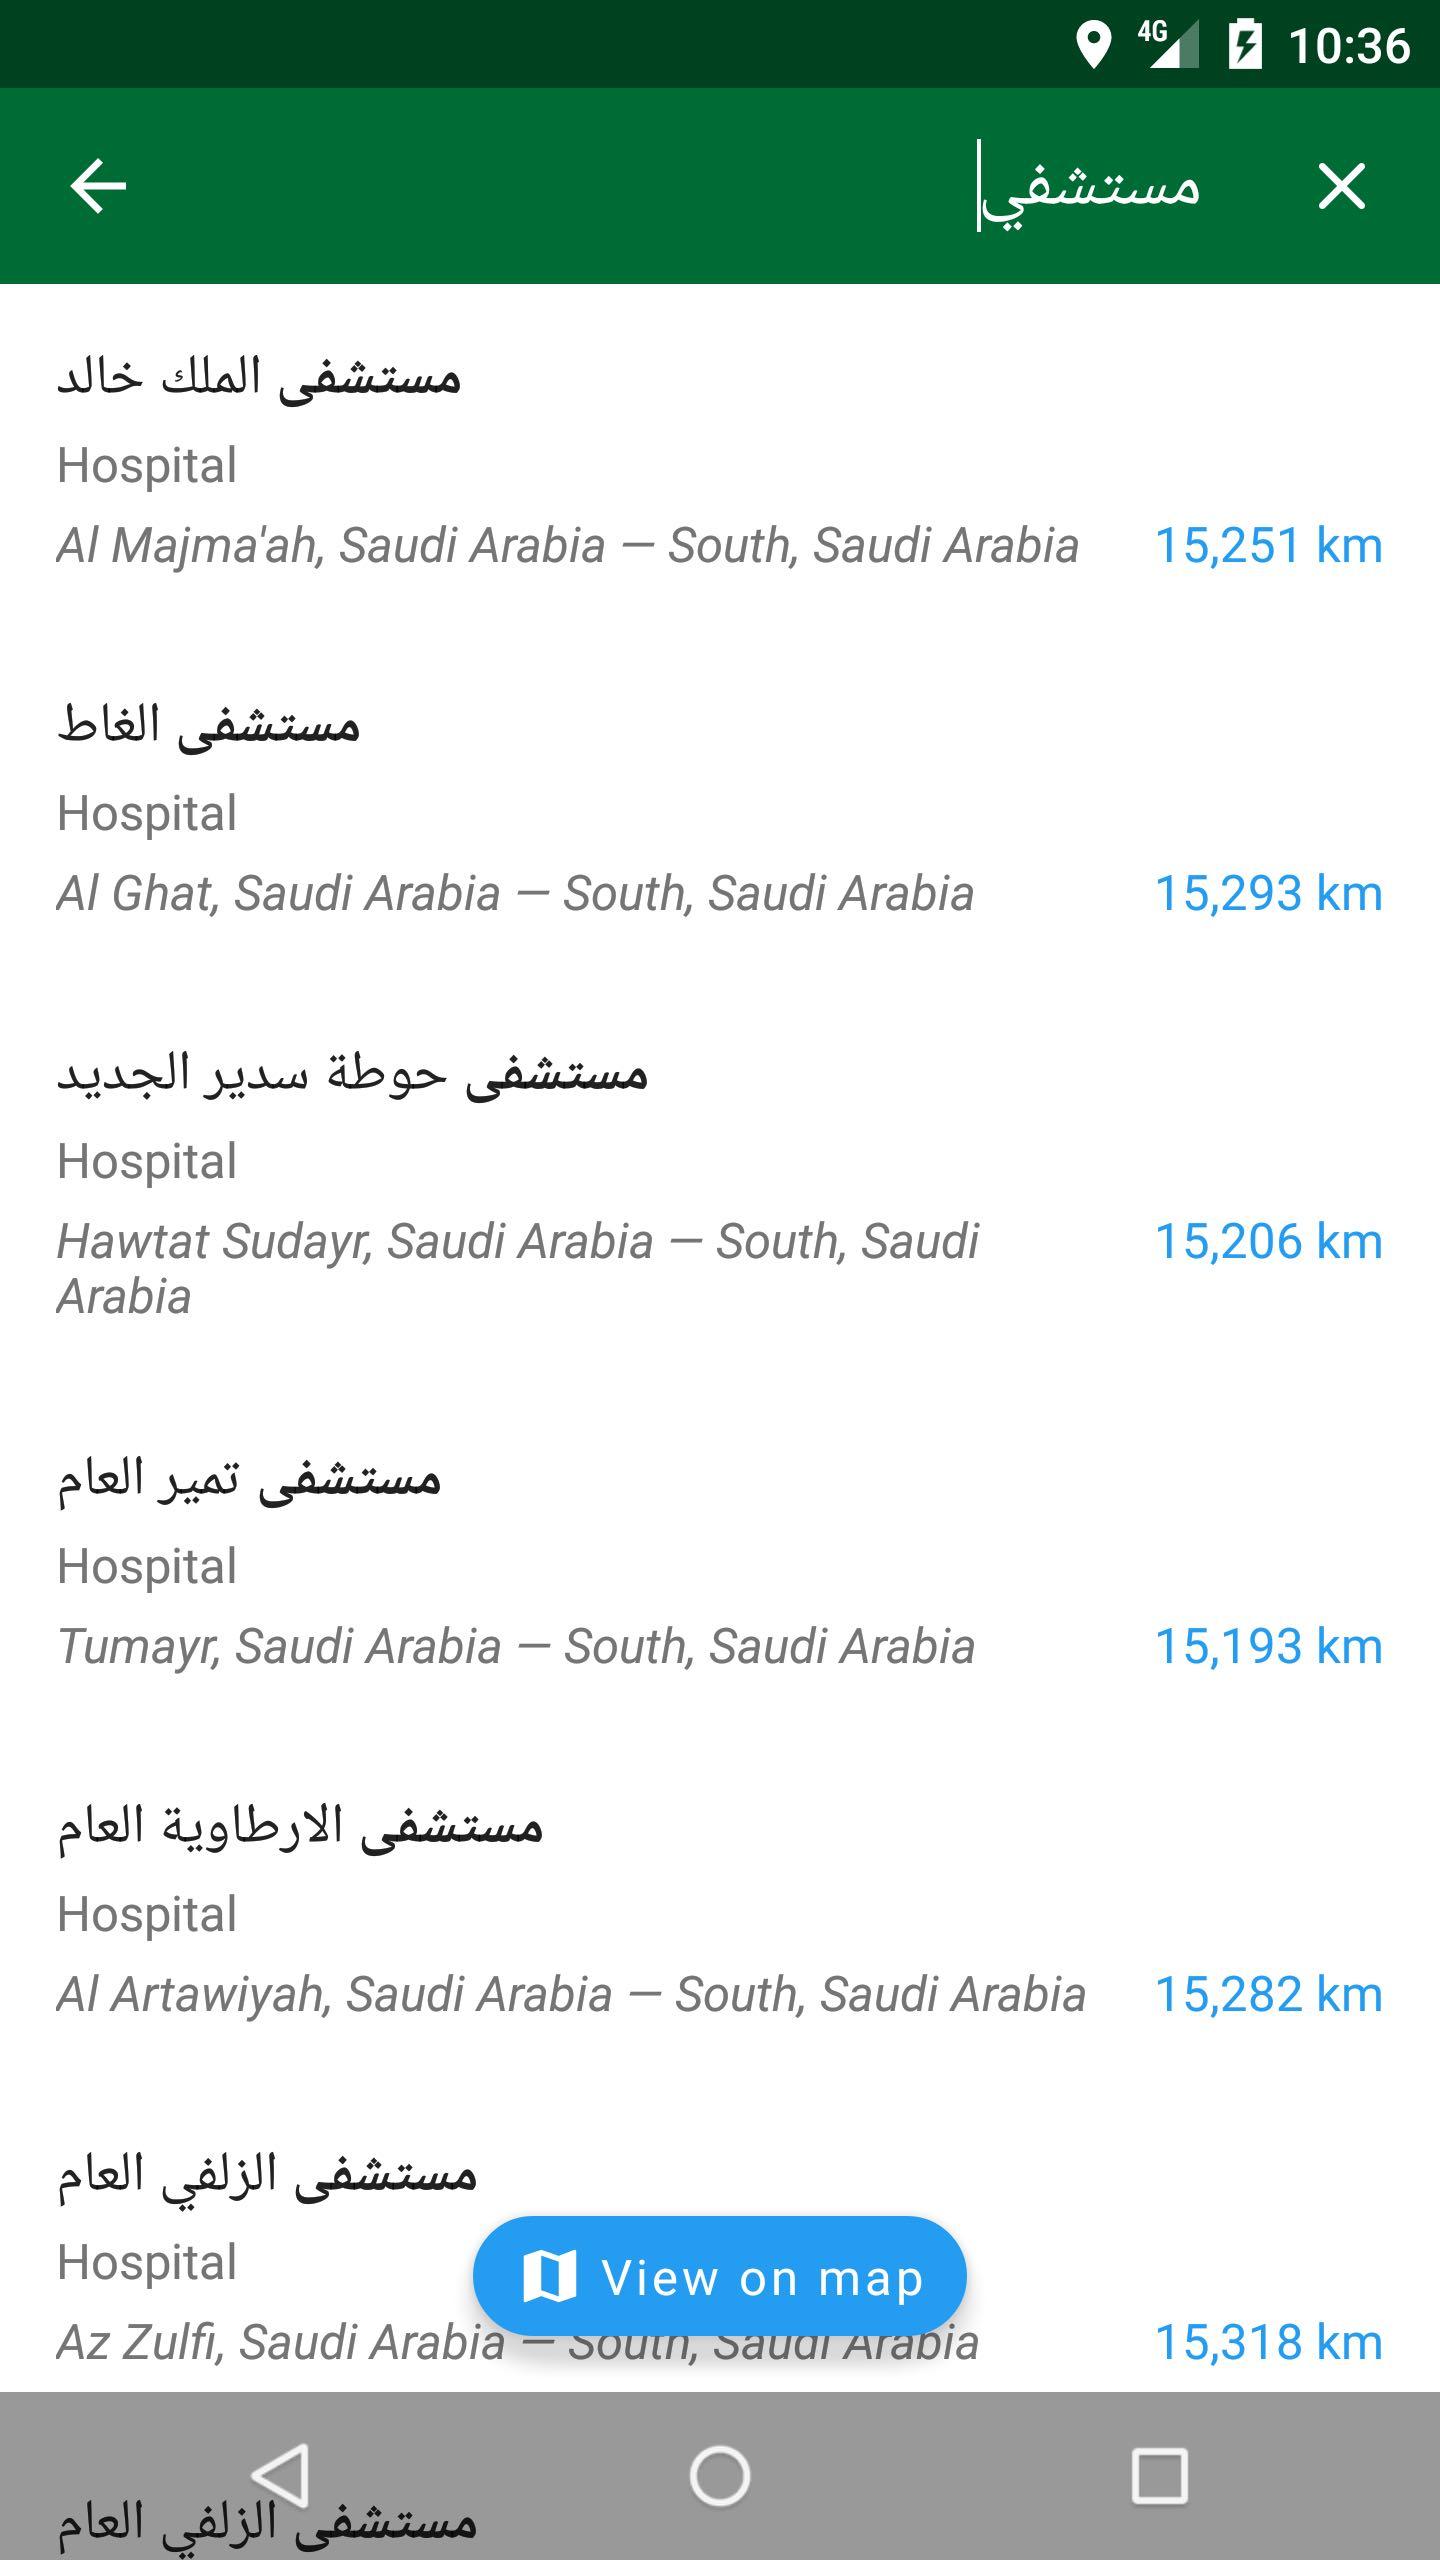 4G 10:36
مستشفي
مستشفى الملك خالد
Hospital
Al Majma'ah, Saudi Arabia — South, Saudi Arabia 15,251 km
مستشفى الغاط
Hospital
Al Ghat, Saudi Arabia — South, Saudi Arabia 15,293 km
مستشفى حوطة سدير الجديد
Hospital
Hawtat Sudayr, Saudi Arabia — South, Saudi 15,206 km
Arabia
مستشفى تمير العام
Hospital
Tumayr, Saudi Arabia — South, Saudi Arabia 15,193 km
مستشفى الارطاوية العام
Hospital
Al Artawiyah, Saudi Arabia — South, Saudi Arabia 15,282 km
مستشفى الزلفي العام
Hospital
View on map
Az Zulfi, Saudi Arabia — South, Saudi Arabia 15,318 km
مستشفى الزلفي العام